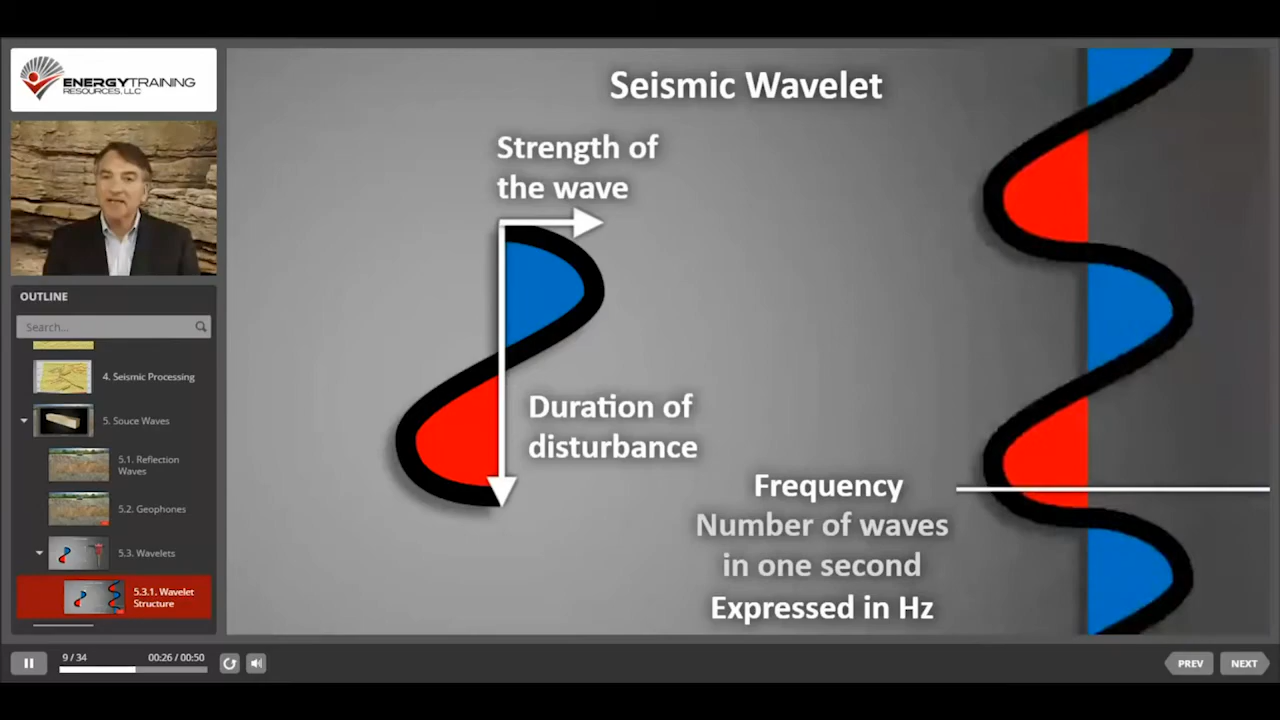 ENERGYTRAINING
RESOURCES, LLC
OUTLINE
Search...
4. Seismic Processing
5. Souce Waves
5.1. Reflection
Waves
5.2. Geophones
5.3. Wavelets
5.3.1. Wavelet
Structure
Seismic Wavelet
Strength of
the wave
Duration of
disturbance
Frequency
Number of waves
in one second
Expressed in Hz
9 / 34
00:26 / 00:50
PREV
NEXT